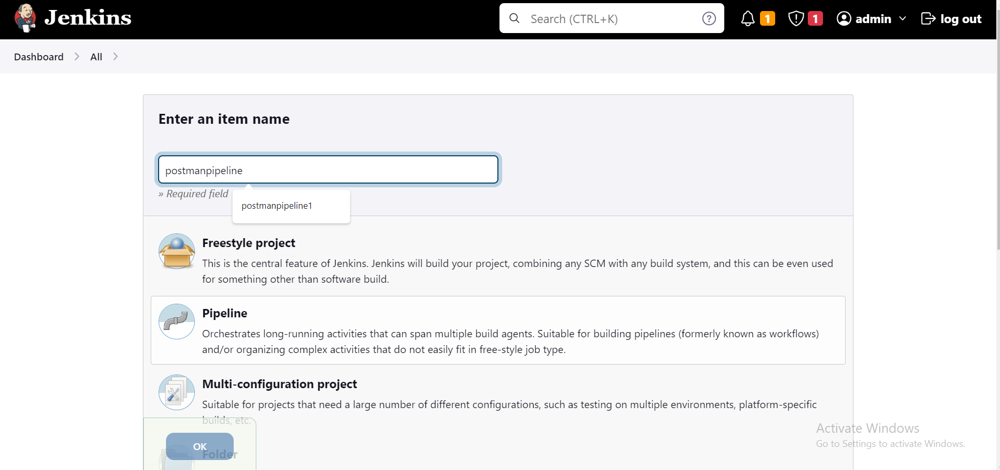 Jenkins
Search (CTRL+K)
?
1
1
admin
log out
Dashboard
All
Enter an item name
postmanpipeline
» Required field
postmanpipeline1
Freestyle project
This is the central feature of Jenkins. Jenkins will build your project, combining any SCM with any build system, and this can be even used
for something other than software build.
Pipeline
Orchestrates long-running activities that can span multiple build agents. Suitable for building pipelines (formerly known as workflows)
and/or organizing complex activities that do not easily fit in free-style job type.
Multi-configuration project
Suitable for projects that need a large number of different configurations, such as testing on multiple environments, platform-specific
builds, etc.
OK
Folder
Activate Windows
Go to Settings to activate Windows.